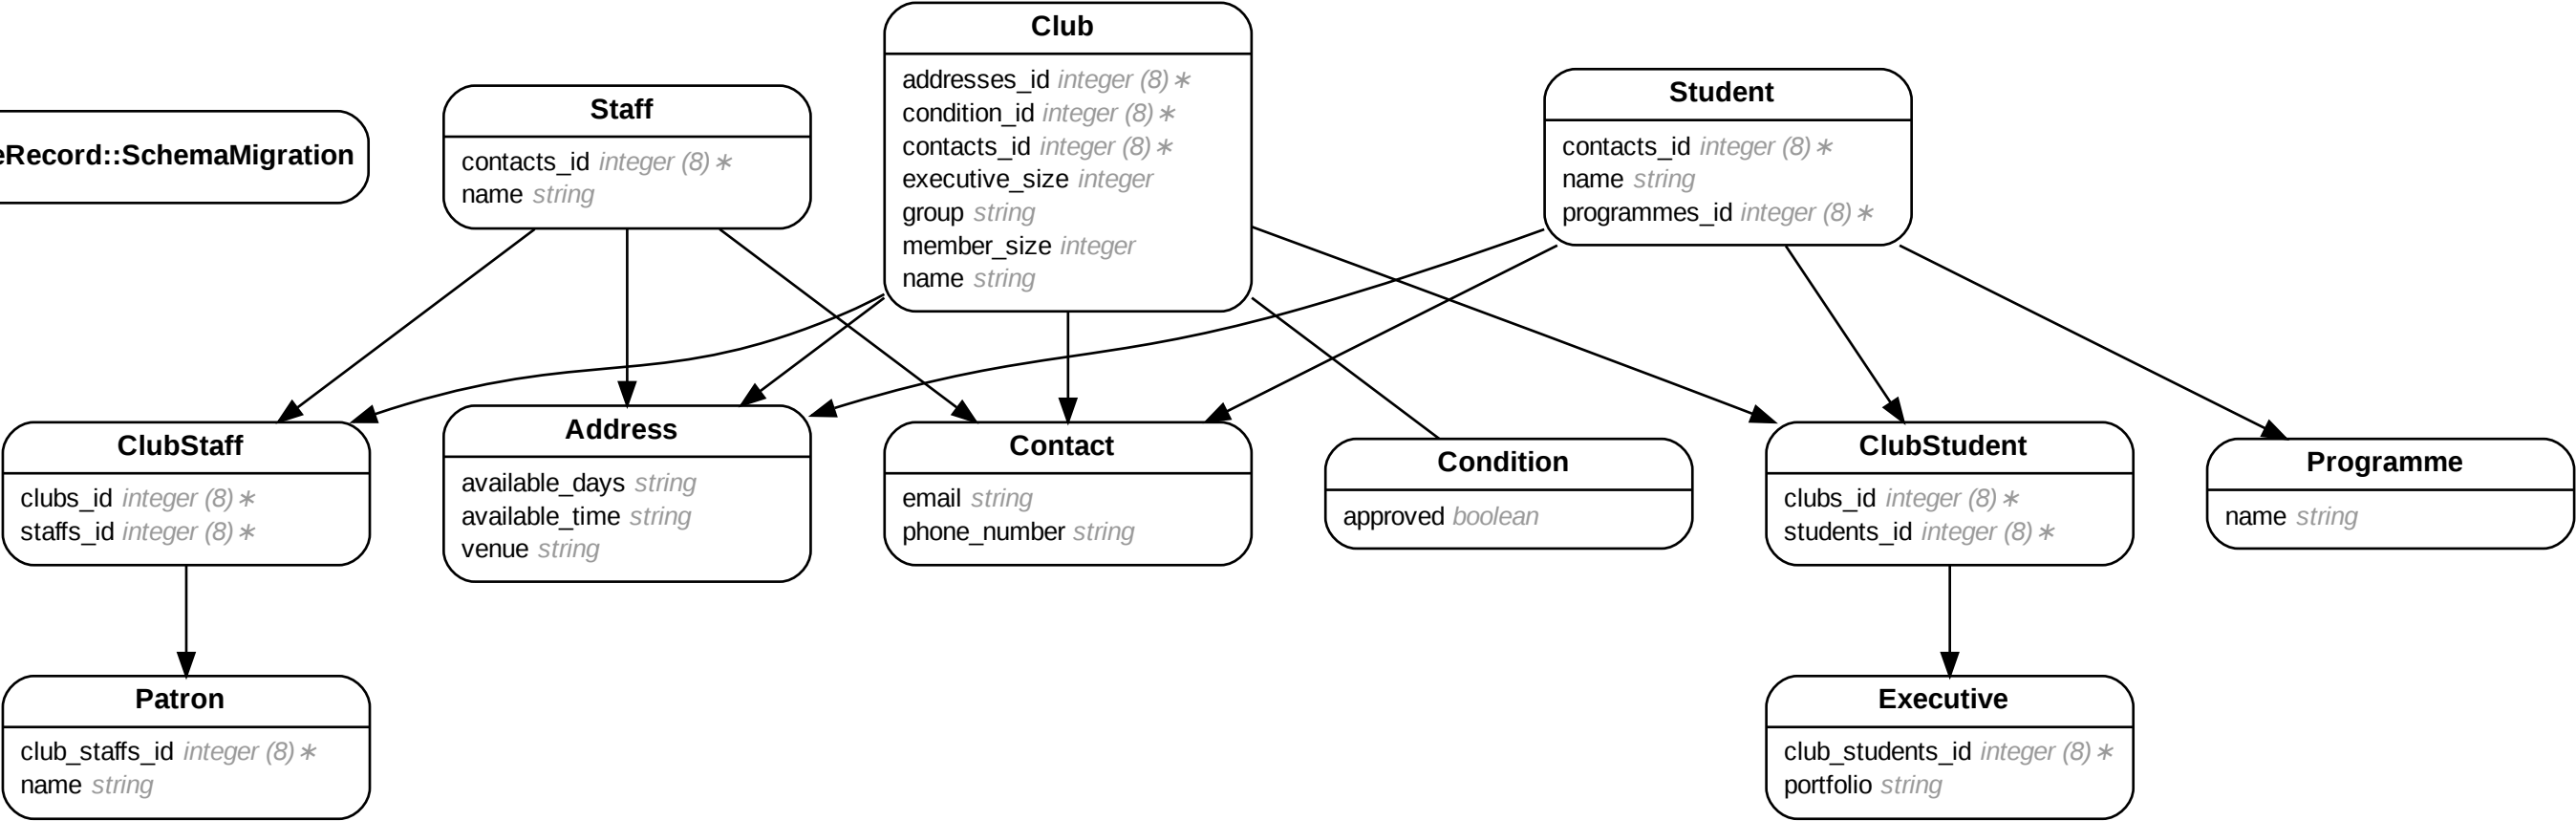 Club
addresses_id integer (8) ∗
condition_id integer (8) ∗
contacts_id integer (8) ∗
executive_size integer
group string
member_size integer
name string
Student
contacts_id integer (8) ∗
name string
programmes_id integer (8) ∗
Staff
contacts_id integer (8) ∗
name string
eRecord::SchemaMigration
ClubStaff
clubs_id integer (8) ∗
staffs_id integer (8) ∗
Address
available_days string
available_time string
venue string
Contact
email string
phone_number string
Condition
approved boolean
ClubStudent
clubs_id integer (8) ∗
students_id integer (8) ∗
Programme
name string
Patron
club_staffs_id integer (8) ∗
name string
Executive
club_students_id integer (8) ∗
portfolio string